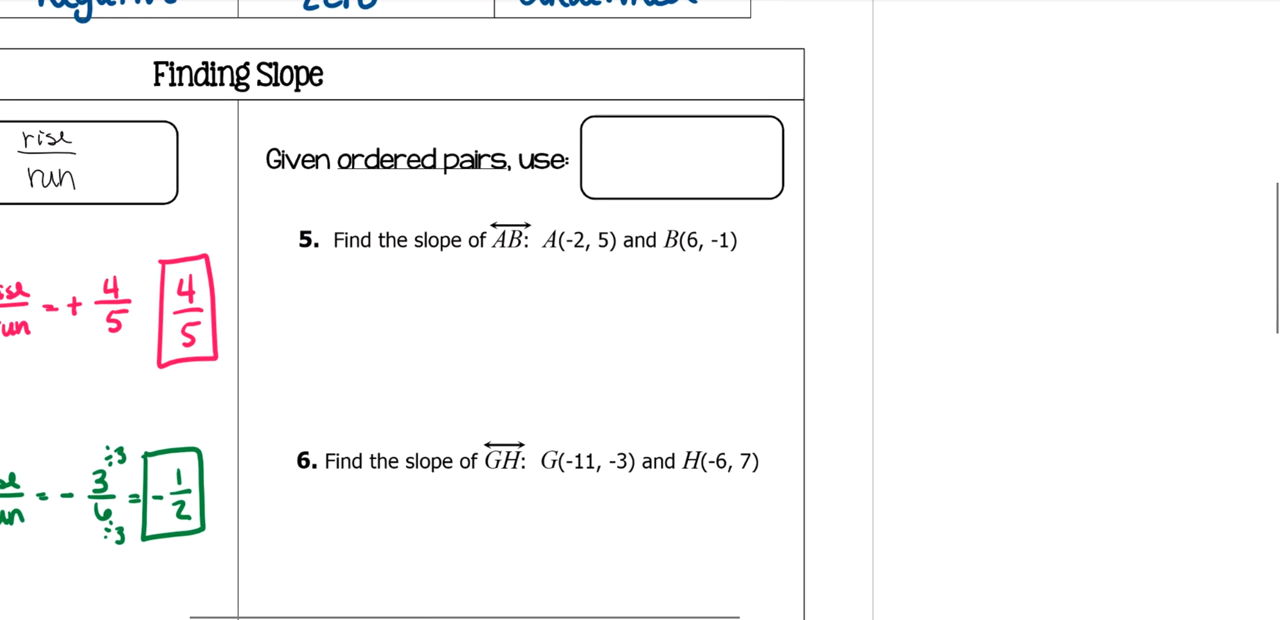 zero
Finding Slope
rise
run
Given ordered pairs, use:
5. Find the slope of AB: A(-2, 5) and B(6, -1)
= + 4/5 4/5
6. Find the slope of GH: G(-11, -3) and H(-6, 7)
÷3
= - 3/6 = - 1/2
÷3